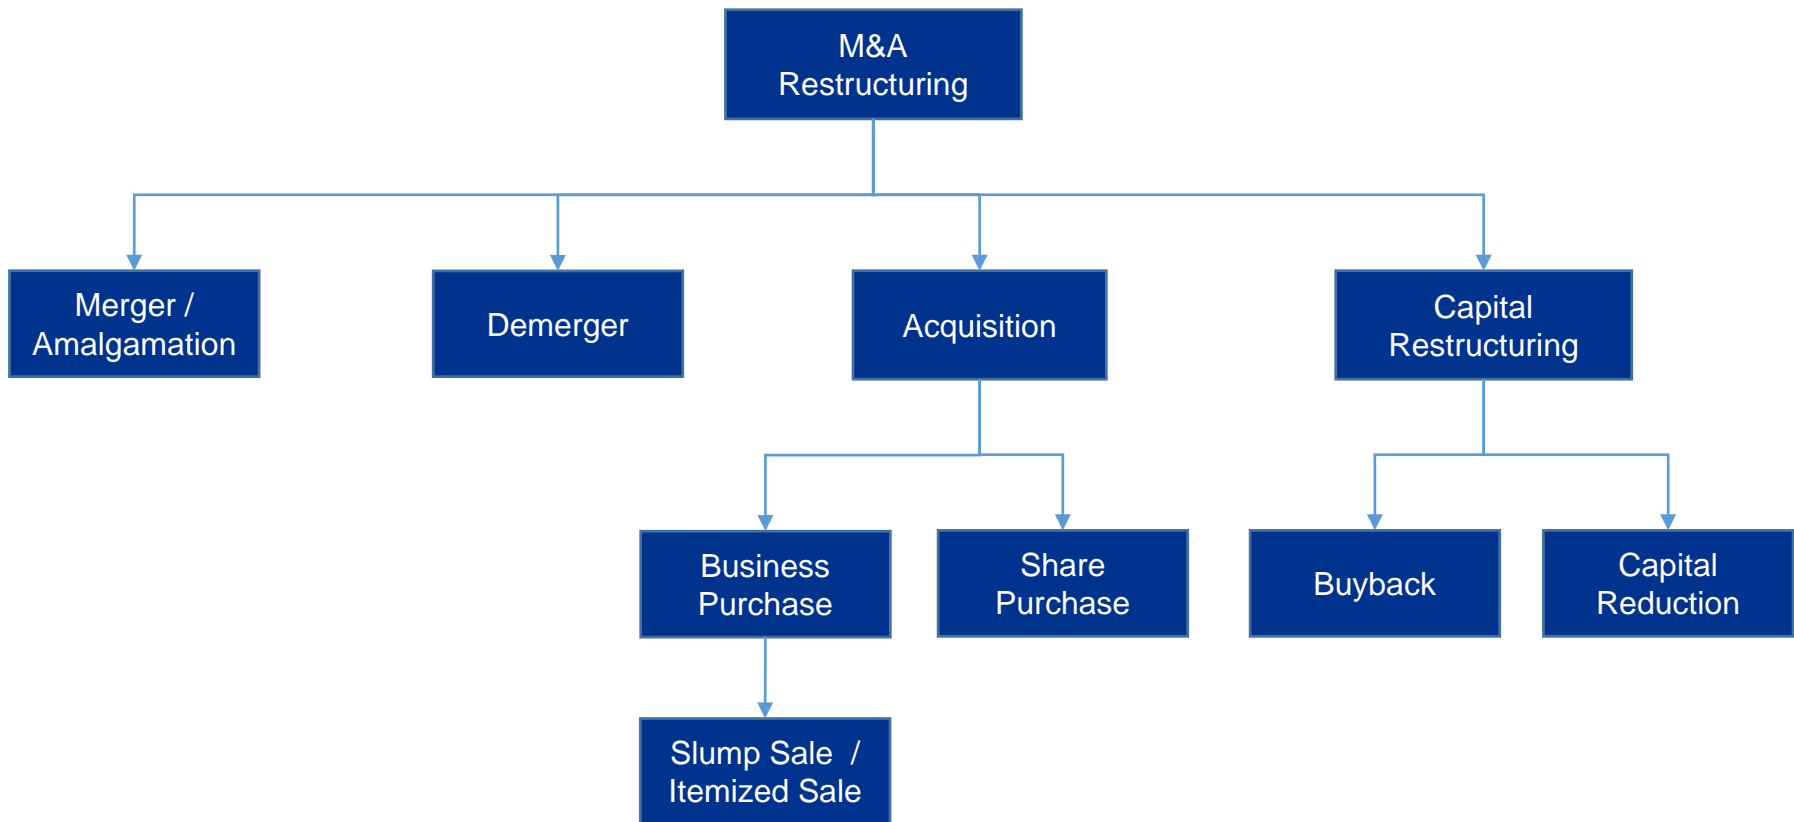 M&A
Restructuring
Merger /
Amalgamation
Demerger
Acquisition
Capital
Restructuring
Business
Purchase
Share
Purchase
Buyback
Capital
Reduction
Slump Sale  /
Itemized Sale